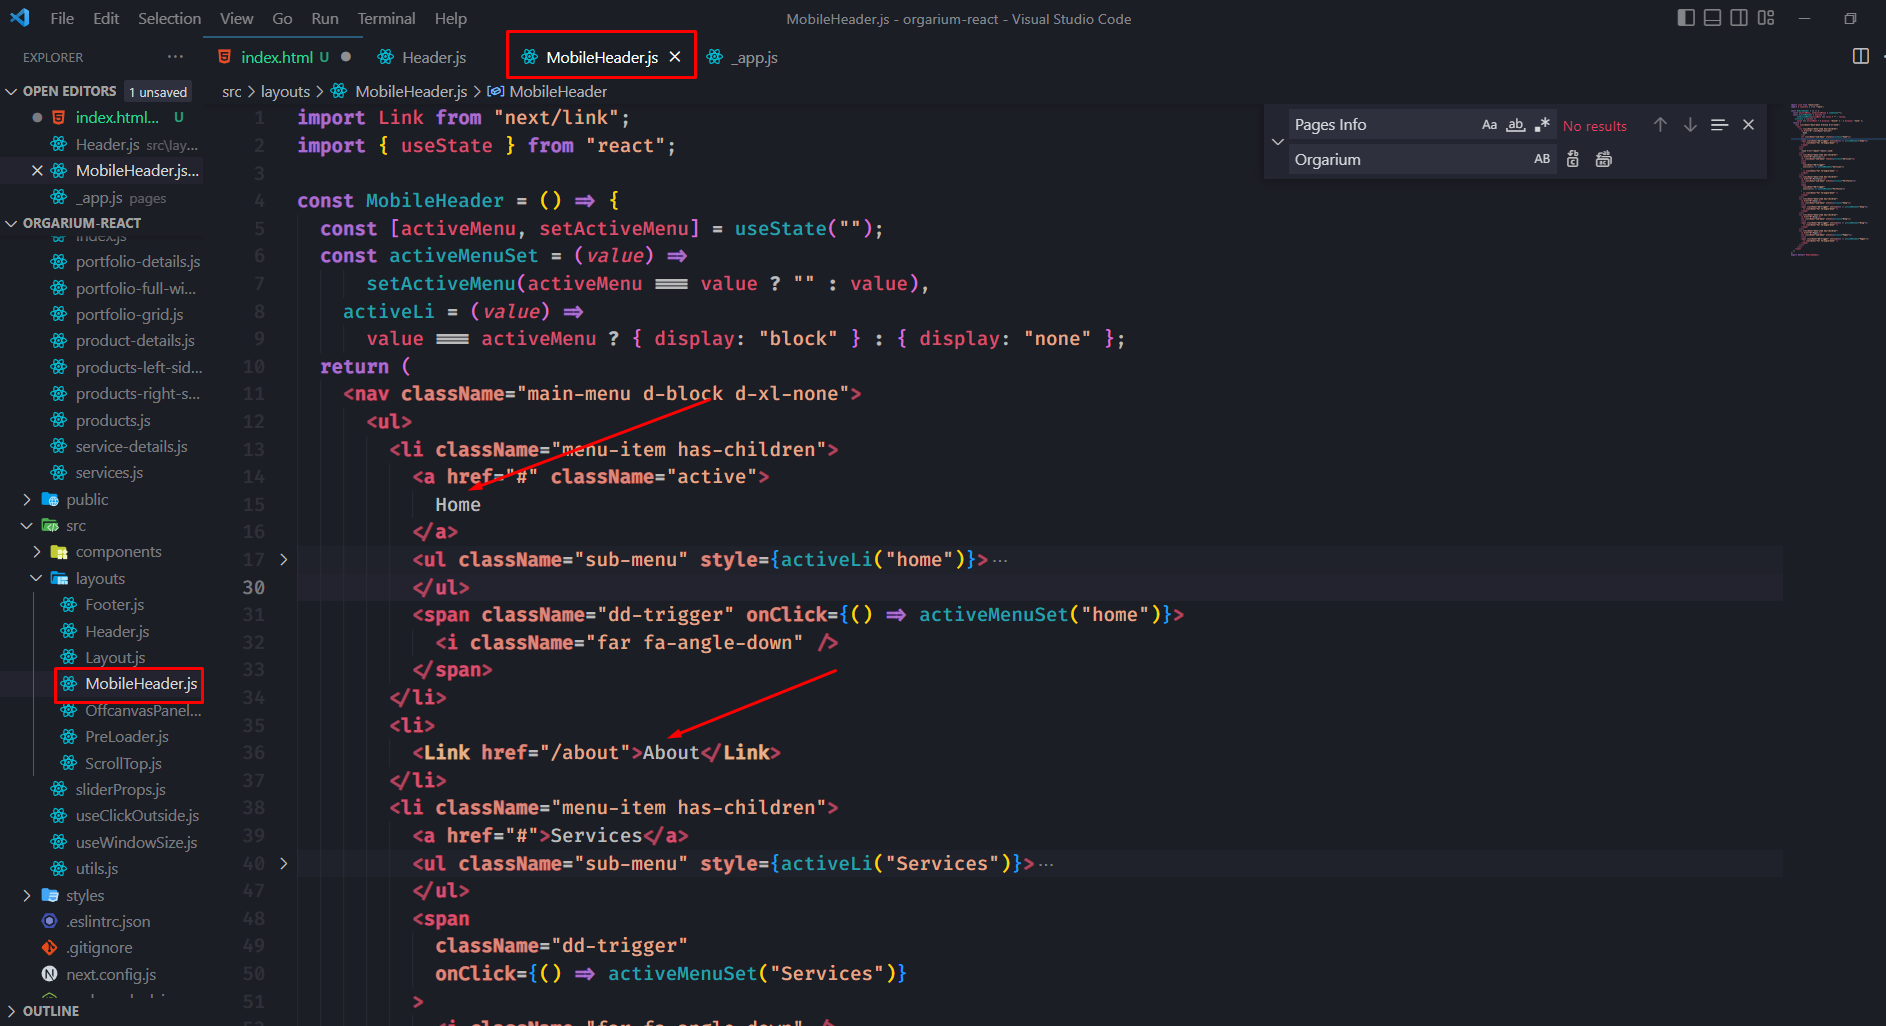 File Edit Selection View Go Run Terminal Help
MobileHeader.js - orgarium-react - Visual Studio Code
EXPLORER ···
index.html U
Header.js
MobileHeader.js
_app.js
OPEN EDITORS 1 unsaved
index.html... U
Header.js src\lay...
MobileHeader.js...
_app.js pages
ORGARIUM-REACT
index.js
portfolio-details.js
portfolio-full-wi...
portfolio-grid.js
product-details.js
products-left-sid...
products-right-s...
products.js
service-details.js
services.js
public
src
components
layouts
Footer.js
Header.js
Layout.js
MobileHeader.js
OffcanvasPanel...
PreLoader.js
ScrollTop.js
sliderProps.js
useClickOutside.js
useWindowSize.js
utils.js
styles
.eslintrc.json
.gitignore
next.config.js
OUTLINE
src > layouts > MobileHeader.js > MobileHeader
Pages Info Aa ab .* No results
Orgarium AB
1 import Link from "next/link";
2 import { useState } from "react";
3
4 const MobileHeader = () => {
5 const [activeMenu, setActiveMenu] = useState("");
6 const activeMenuSet = (value) =>
7 setActiveMenu(activeMenu === value ? "" : value),
8 activeLi = (value) =>
9 value === activeMenu ? { display: "block" } : { display: "none" };
10 return (
11 <nav className="main-menu d-block d-xl-none">
12 <ul>
13 <li className="menu-item has-children">
14 <a href="#" className="active">
15 Home
16 </a>
17 <ul className="sub-menu" style={activeLi("home")}>···
30 </ul>
31 <span className="dd-trigger" onClick={() => activeMenuSet("home")}>
32 <i className="far fa-angle-down" />
33 </span>
34 </li>
35 <li>
36 <Link href="/about">About</Link>
37 </li>
38 <li className="menu-item has-children">
39 <a href="#">Services</a>
40 <ul className="sub-menu" style={activeLi("Services")}>···
47 </ul>
48 <span
49 className="dd-trigger"
50 onClick={() => activeMenuSet("Services")}
51 >
<i className="far fa-angle-down" />